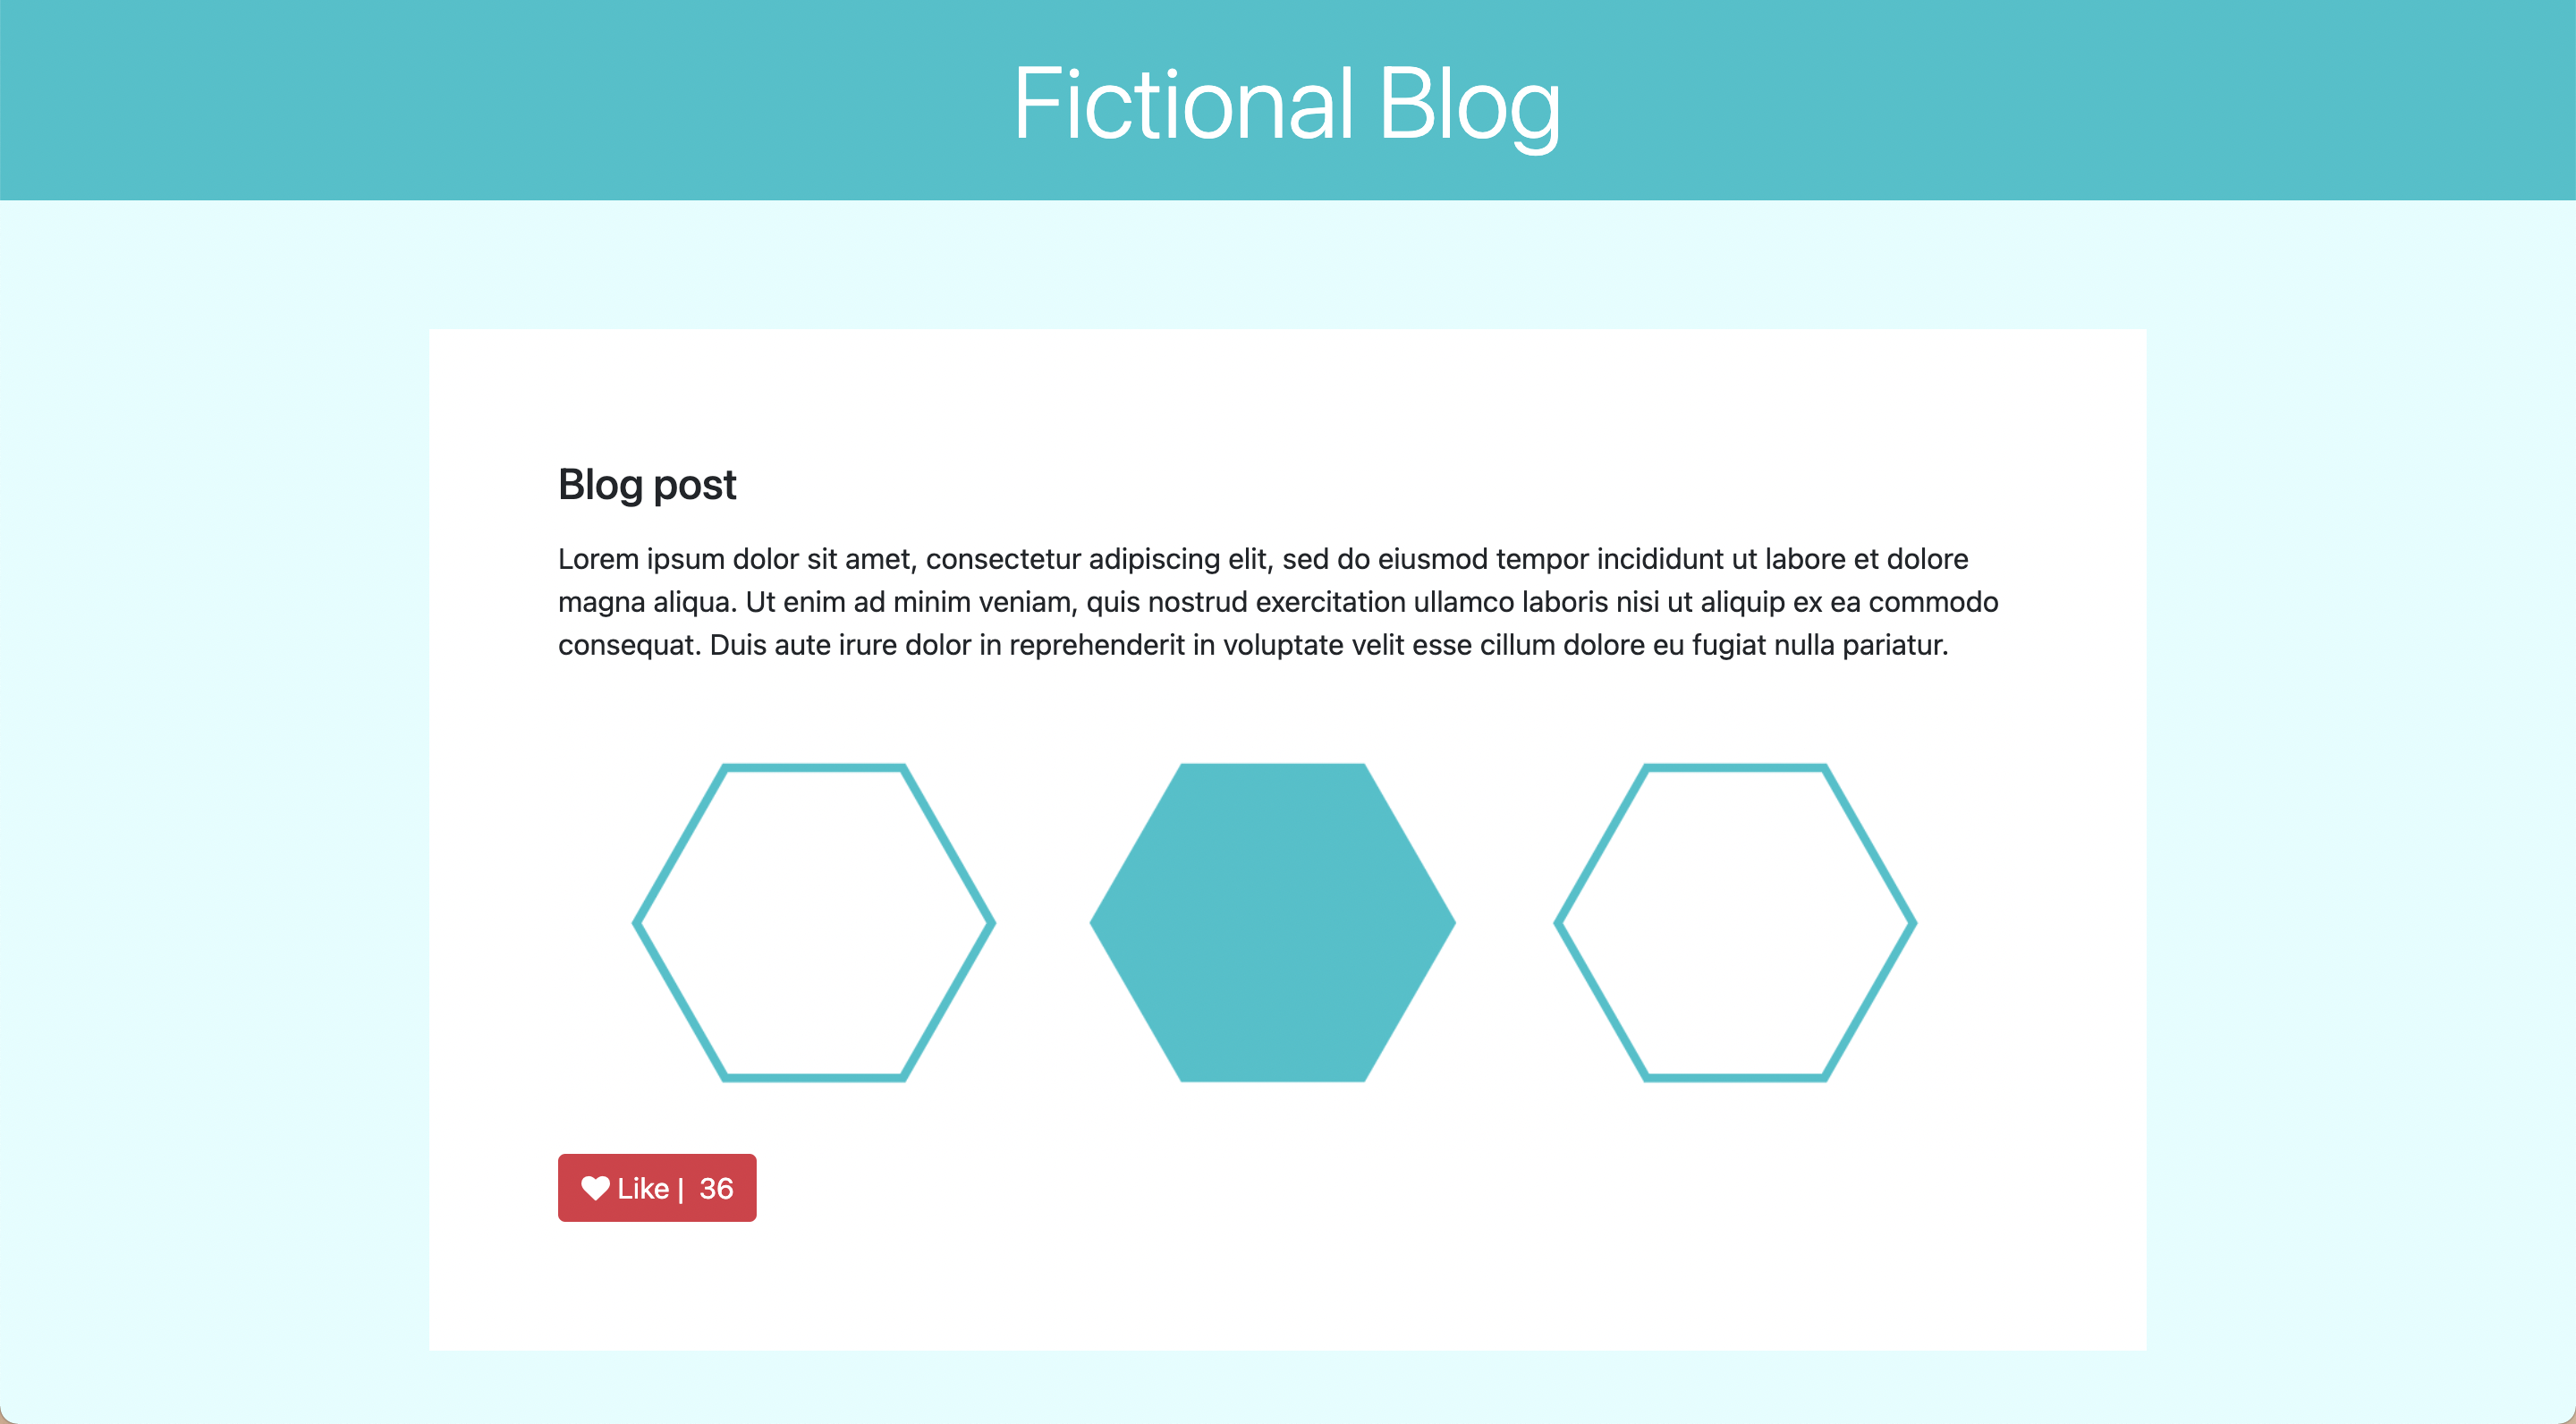 Fictional Blog
Blog post
Lorem ipsum dolor sit amet, consectetur adipiscing elit, sed do eiusmod tempor incididunt ut labore et dolore
magna aliqua. Ut enim ad minim veniam, quis nostrud exercitation ullamco laboris nisi ut aliquip ex ea commodo
consequat. Duis aute irure dolor in reprehenderit in voluptate velit esse cillum dolore eu fugiat nulla pariatur.
Like | 36